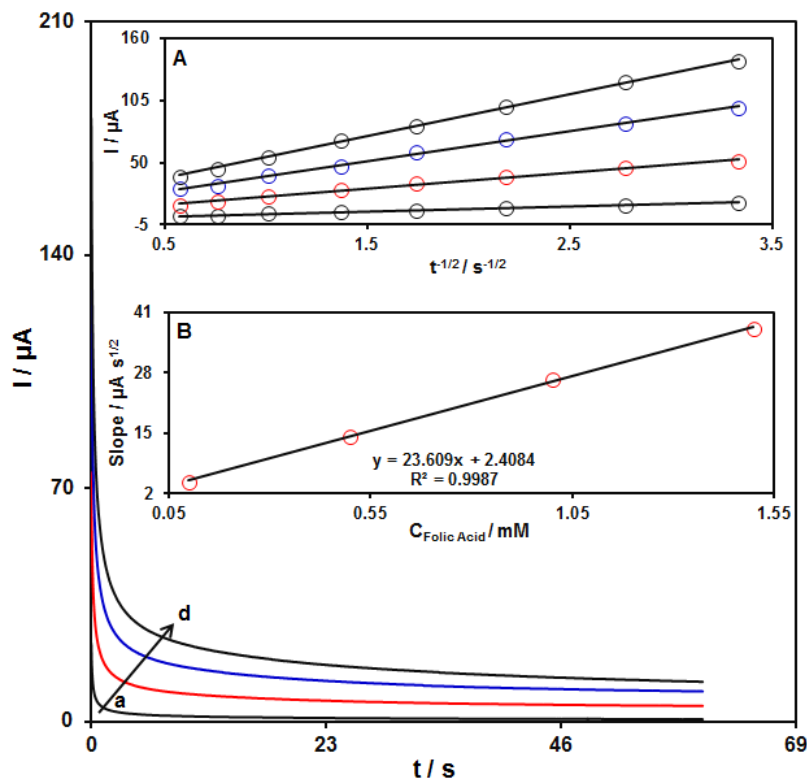 210
140
70
0
I / µA
0 23 46 69
t / s
a
d
A
160
105
50
-5
I / µA
0.5 1.5 2.5 3.5
t-1/2 / s-1/2
B
41
28
15
2
Slope / µA s1/2
y = 23.609x + 2.4084
R² = 0.9987
0.05 0.55 1.05 1.55
CFolic Acid / mM